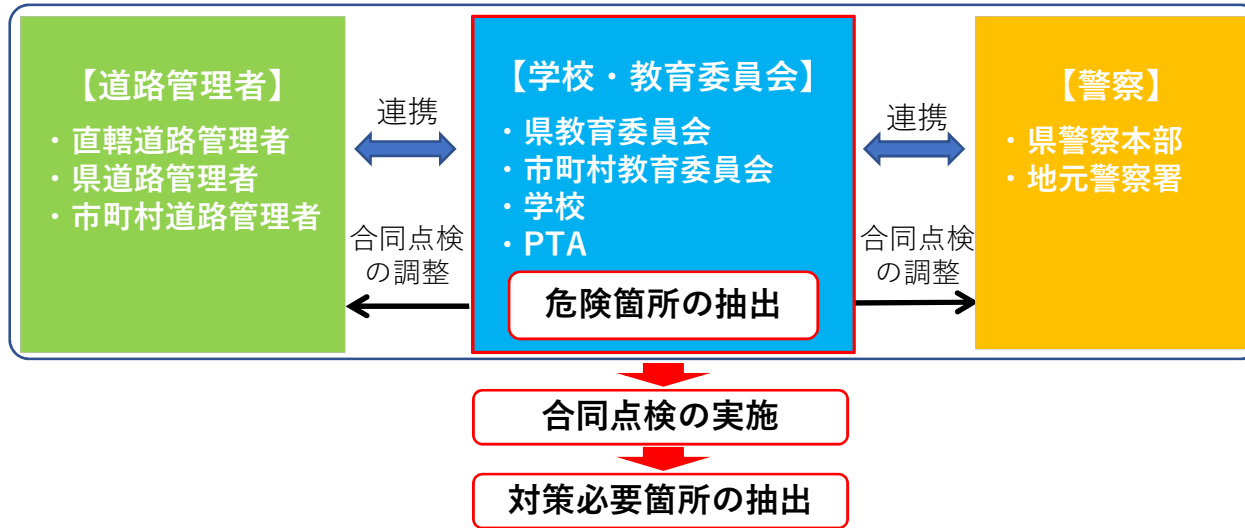 【道路管理者】
・直轄道路管理者
・県道路管理者
・市町村道路管理者
連携
合同点検
の調整
【学校・教育委員会】
・県教育委員会
・市町村教育委員会
・学校
・PTA
危険箇所の抽出
連携
合同点検
の調整
【警察】
・県警察本部
・地元警察署
合同点検の実施
対策必要箇所の抽出